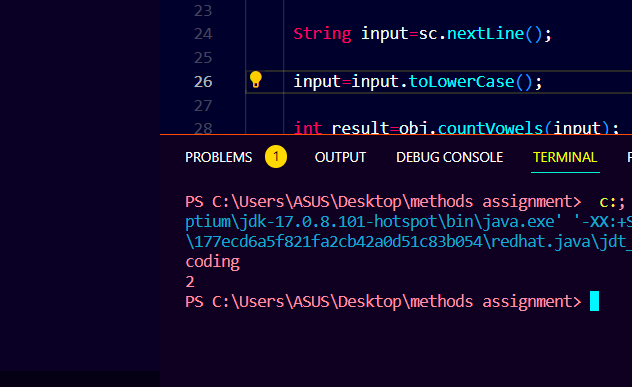 23
24 String input=sc.nextLine();
25
26 input=input.toLowerCase();
27
28 int result=obj.countVowels(input);
PROBLEMS 1 OUTPUT DEBUG CONSOLE TERMINAL
PS C:\Users\ASUS\Desktop\methods assignment> c:;
ptium\jdk-17.0.8.101-hotspot\bin\java.exe' '-XX:+S
\177ecd6a5f821fa2cb42a0d51c83b054\redhat.java\jdt_
coding
2
PS C:\Users\ASUS\Desktop\methods assignment>